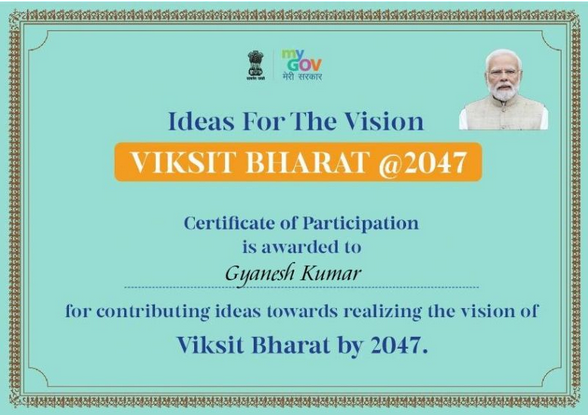 my
GOV
मेरी सरकार
Ideas For The Vision
VIKSIT BHARAT @2047
Certificate of Participation
is awarded to
Gyanesh Kumar
for contributing ideas towards realizing the vision of
Viksit Bharat by 2047.